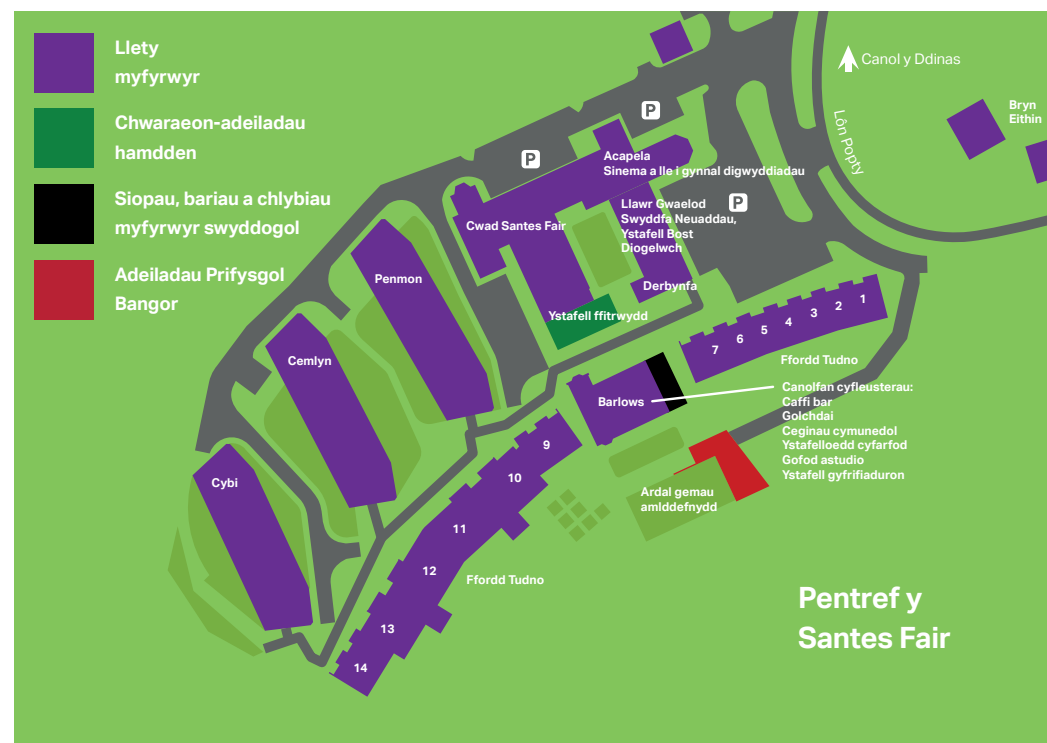 Llety
myfyrwyr
Chwaraeon-adeiladau
hamdden
Siopau, bariau a chlybiau
myfyrwyr swyddogol
Adeiladau Prifysgol
Bangor
Canol y Ddinas
Bryn
Eithin
Lôn Popty
P
P
P
Acapela
Sinema a lle i gynnal digwyddiadau
Llawr Gwaelod
Swyddfa Neuaddau,
Ystafell Bost
Diogelwch
Cwad Santes Fair
Derbynfa
Ystafell ffitrwydd
Penmon
Cemlyn
Cybi
1
2
3
4
5
6
7
Ffordd Tudno
Barlows
Canolfan cyfleusterau:
Caffi bar
Golchdai
Ceginau cymunedol
Ystafelloedd cyfarfod
Gofod astudio
Ystafell gyfrifiaduron
Ardal gemau
amlddefnydd
9
10
11
12
13
14
Ffordd Tudno
Pentref y
Santes Fair